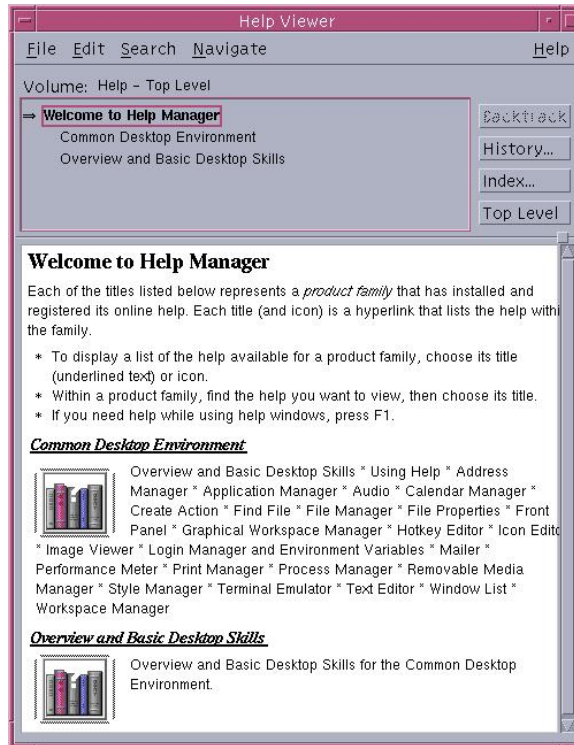 Help Viewer
File Edit Search Navigate Help
Volume: Help - Top Level
⇒ Welcome to Help Manager
Common Desktop Environment
Overview and Basic Desktop Skills
Backtrack
History...
Index...
Top Level
Welcome to Help Manager
Each of the titles listed below represents a product family that has installed and
registered its online help. Each title (and icon) is a hyperlink that lists the help withi
the family.
* To display a list of the help available for a product family, choose its title
(underlined text) or icon.
* Within a product family, find the help you want to view, then choose its title.
* If you need help while using help windows, press F1.
Common Desktop Environment
Overview and Basic Desktop Skills * Using Help * Address
Manager * Application Manager * Audio * Calendar Manager *
Create Action * Find File * File Manager * File Properties * Front
Panel * Graphical Workspace Manager * Hotkey Editor * Icon Edito
* Image Viewer * Login Manager and Environment Variables * Mailer *
Performance Meter * Print Manager * Process Manager * Removable Media
Manager * Style Manager * Terminal Emulator * Text Editor * Window List *
Workspace Manager
Overview and Basic Desktop Skills
Overview and Basic Desktop Skills for the Common Desktop
Environment.